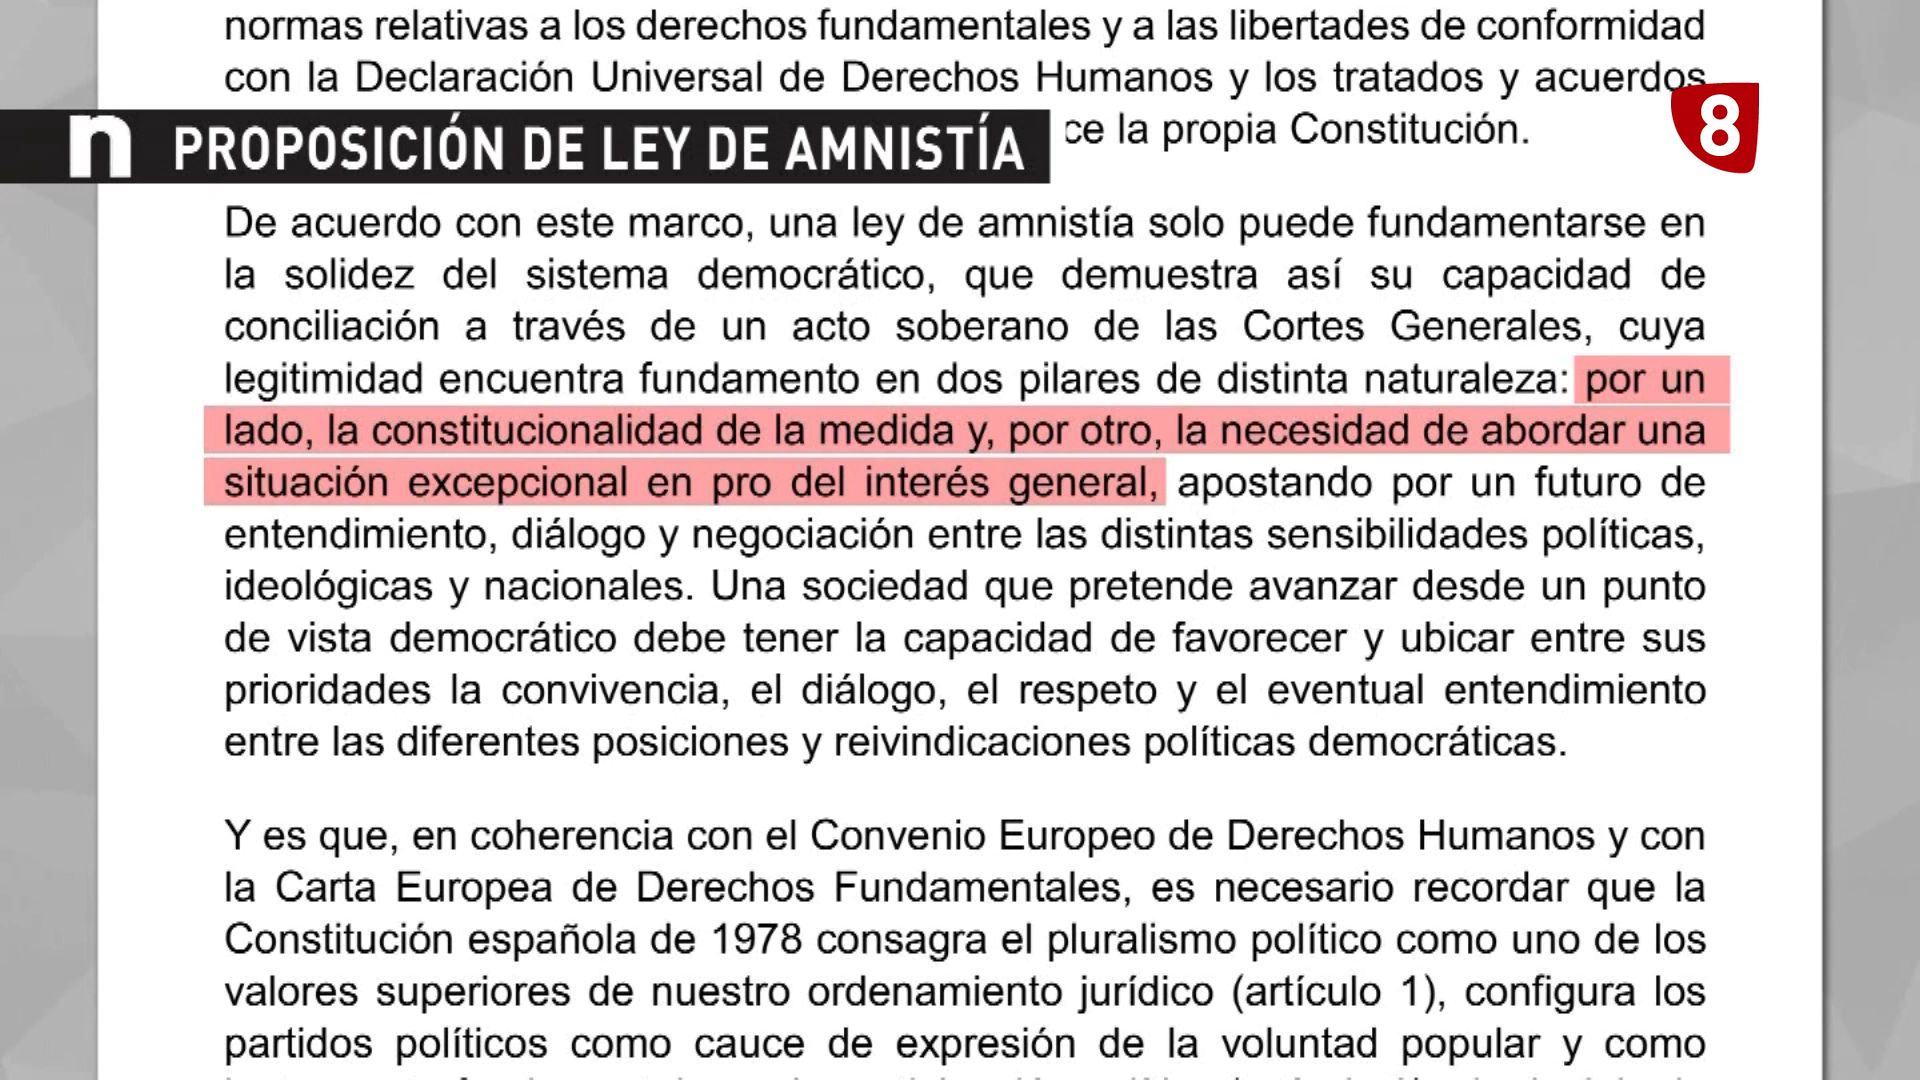 normas relativas a los derechos fundamentales y a las libertades de conformidad
con la Declaración Universal de Derechos Humanos y los tratados y acuerdos
8
n PROPOSICIÓN DE LEY DE AMNISTÍA
ce la propia Constitución.
De acuerdo con este marco, una ley de amnistía solo puede fundamentarse en
la solidez del sistema democrático, que demuestra así su capacidad de
conciliación a través de un acto soberano de las Cortes Generales, cuya
legitimidad encuentra fundamento en dos pilares de distinta naturaleza: por un
lado, la constitucionalidad de la medida y, por otro, la necesidad de abordar una
situación excepcional en pro del interés general, apostando por un futuro de
entendimiento, diálogo y negociación entre las distintas sensibilidades políticas,
ideológicas y nacionales. Una sociedad que pretende avanzar desde un punto
de vista democrático debe tener la capacidad de favorecer y ubicar entre sus
prioridades la convivencia, el diálogo, el respeto y el eventual entendimiento
entre las diferentes posiciones y reivindicaciones políticas democráticas.
Y es que, en coherencia con el Convenio Europeo de Derechos Humanos y con
la Carta Europea de Derechos Fundamentales, es necesario recordar que la
Constitución española de 1978 consagra el pluralismo político como uno de los
valores superiores de nuestro ordenamiento jurídico (artículo 1), configura los
partidos políticos como cauce de expresión de la voluntad popular y como